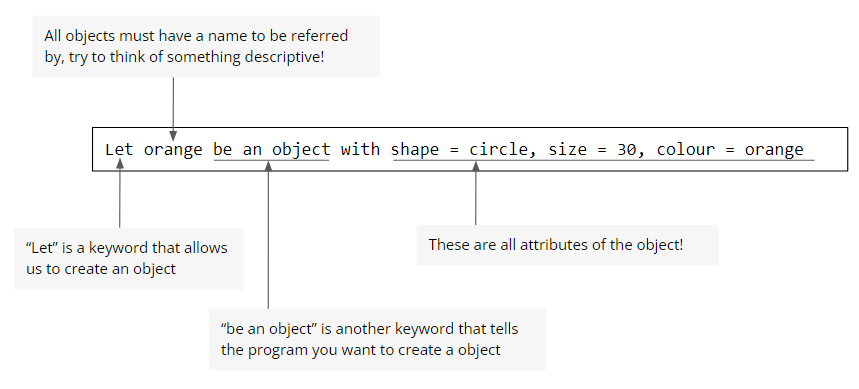 All objects must have a name to be referred
by, try to think of something descriptive!
Let orange be an object with shape = circle, size = 30, colour = orange
“Let” is a keyword that allows
us to create an object
These are all attributes of the object!
“be an object” is another keyword that tells
the program you want to create a object